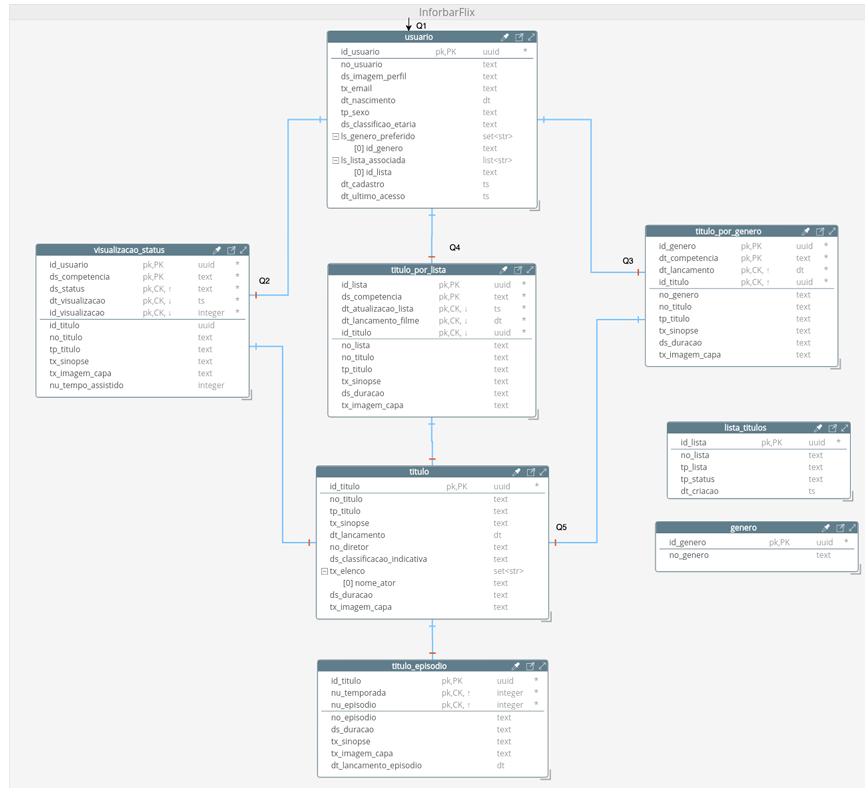 InforbarFlix
Q1
usuario
id_usuario pk,PK uuid *
no_usuario text
ds_imagem_perfil text
tx_email text
dt_nascimento dt
tp_sexo text
ds_classificao_etaria text
ls_genero_preferido set<str>
[0] id_genero text
ls_lista_associada list<str>
[0] id_lista text
dt_cadastro ts
dt_ultimo_acesso ts
Q2
visualizacao_status
id_usuario pk,PK uuid *
ds_competencia pk,PK text *
ds_status pk,CK, ↑ text *
dt_visualizacao pk,CK, ↓ ts *
id_visualizacao pk,CK, ↓ integer *
id_titulo uuid
no_titulo text
tp_titulo text
tx_sinopse text
tx_imagem_capa text
nu_tempo_assistido integer
Q4
titulo_por_lista
id_lista pk,PK uuid *
ds_competencia pk,PK text *
dt_atualizacao_lista pk,CK, ↓ ts *
dt_lancamento_filme pk,CK, ↓ dt *
id_titulo pk,CK, ↓ uuid *
no_lista text
no_titulo text
tp_titulo text
tx_sinopse text
ds_duracao text
tx_imagem_capa text
Q3
titulo_por_genero
id_genero pk,PK uuid *
ds_competencia pk,PK text *
dt_lancamento pk,CK, ↑ dt *
id_titulo pk,CK, ↑ uuid *
no_genero text
no_titulo text
tp_titulo text
tx_sinopse text
ds_duracao text
tx_imagem_capa text
lista_titulos
id_lista pk,PK uuid *
no_lista text
tp_lista text
tp_status text
dt_criacao ts
genero
id_genero pk,PK uuid *
no_genero text
Q5
titulo
id_titulo pk,PK uuid *
no_titulo text
tp_titulo text
tx_sinopse text
dt_lancamento dt
no_diretor text
ds_classificacao_indicativa text
tx_elenco set<str>
[0] nome_ator text
ds_duracao text
tx_imagem_capa text
titulo_episodio
id_titulo pk,PK uuid *
nu_temporada pk,CK, ↑ integer *
nu_episodio pk,CK, ↑ integer *
no_episodio text
ds_duracao text
tx_sinopse text
tx_imagem_capa text
dt_lancamento_episodio dt